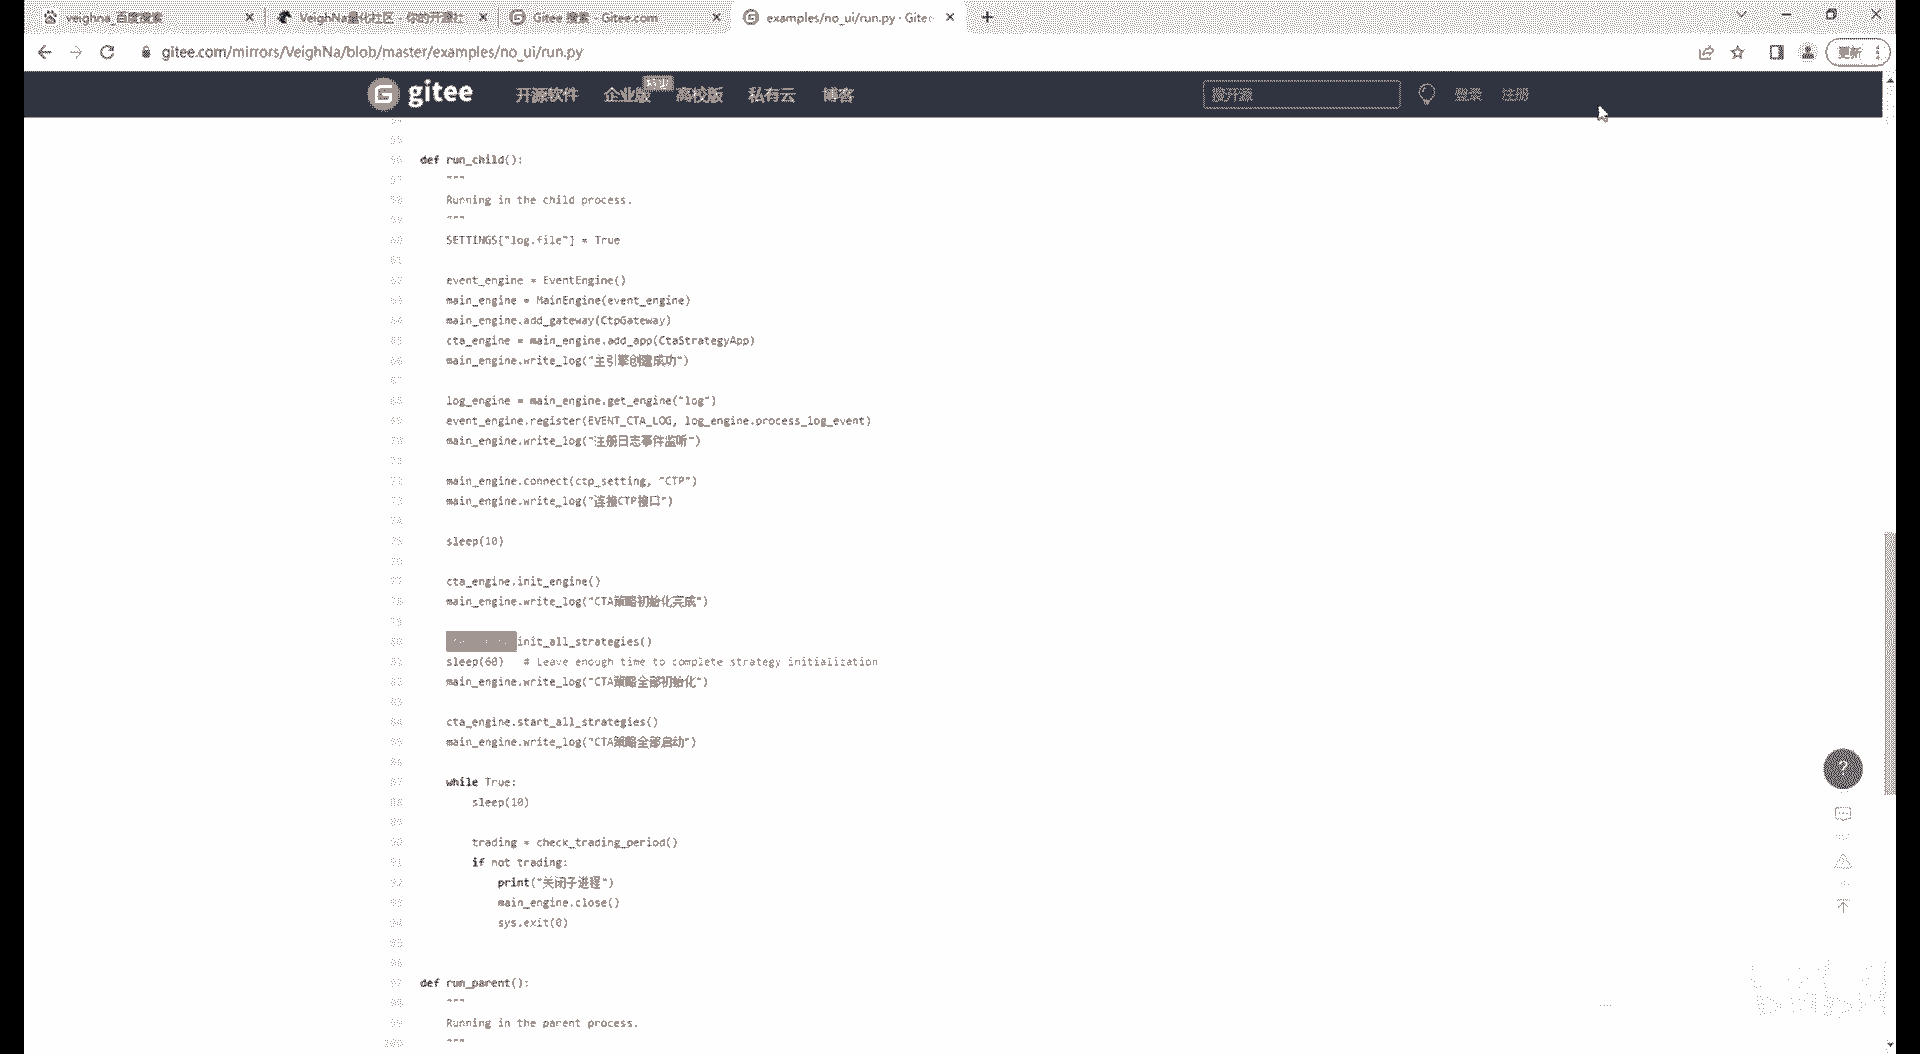 veighna_百度搜索
VeighNa量化社区 - 你的开源社
Gitee 搜索 - Gitee.com
examples/no_ui/run.py · Gite
gitee.com/mirrors/VeighNa/blob/master/examples/no_ui/run.py
更新
gitee
开源软件
企业版
高校版
私有云
博客
搜开源
登录
注册
def run_child():
"""
Running in the child process.
"""
SETTINGS["log.file"] = True
event_engine = EventEngine()
main_engine = MainEngine(event_engine)
main_engine.add_gateway(CtpGateway)
cta_engine = main_engine.add_app(CtaStrategyApp)
main_engine.write_log("主引擎创建成功")
log_engine = main_engine.get_engine("log")
event_engine.register(EVENT_CTA_LOG, log_engine.process_log_event)
main_engine.write_log("注册日志事件监听")
main_engine.connect(ctp_setting, "CTP")
main_engine.write_log("连接CTP接口")
sleep(10)
cta_engine.init_engine()
main_engine.write_log("CTA策略初始化完成")
init_all_strategies()
sleep(60) # Leave enough time to complete strategy initialization
main_engine.write_log("CTA策略全部初始化")
cta_engine.start_all_strategies()
main_engine.write_log("CTA策略全部启动")
while True:
sleep(10)
trading = check_trading_period()
if not trading:
print("关闭子进程")
main_engine.close()
sys.exit(0)
def run_parent():
"""
Running in the parent process.
"""